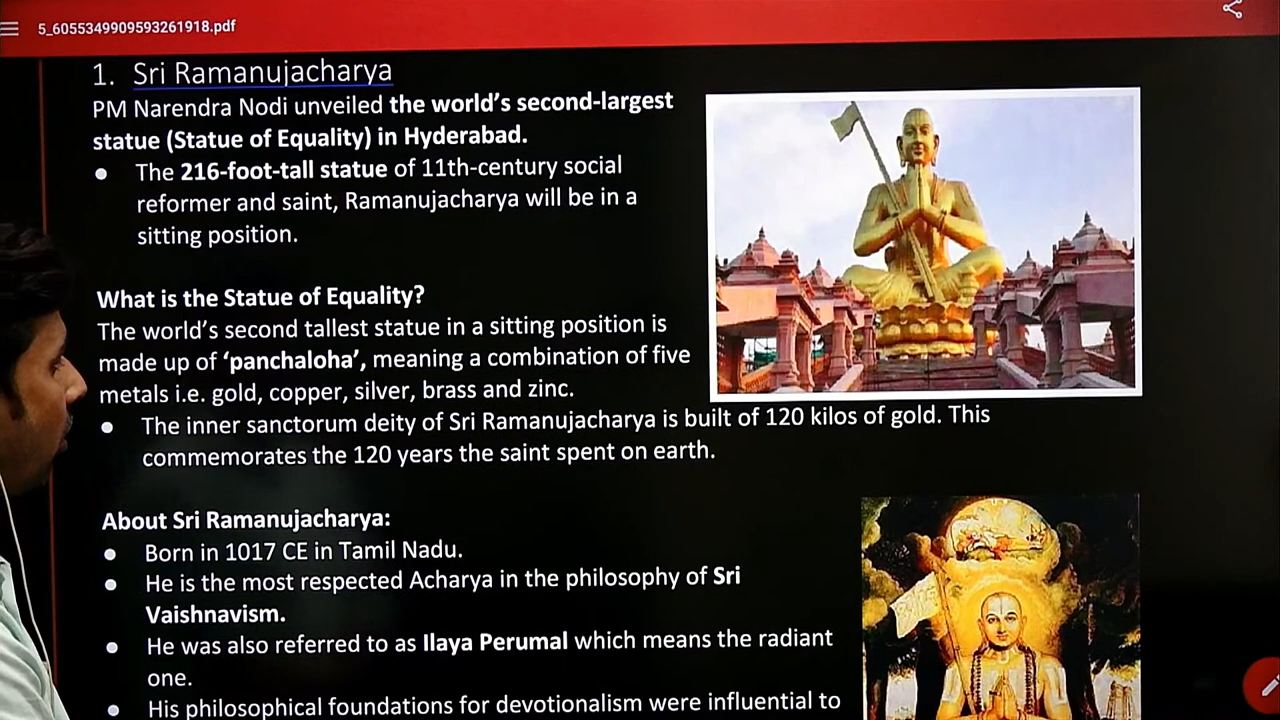 5_6055349909593261918.pdf
1. Sri Ramanujacharya
PM Narendra Nodi unveiled the world's second-largest
statue (Statue of Equality) in Hyderabad.
● The 216-foot-tall statue of 11th-century social
reformer and saint, Ramanujacharya will be in a
sitting position.
What is the Statue of Equality?
The world's second tallest statue in a sitting position is
made up of 'panchaloha', meaning a combination of five
metals i.e. gold, copper, silver, brass and zinc.
● The inner sanctorum deity of Sri Ramanujacharya is built of 120 kilos of gold. This
commemorates the 120 years the saint spent on earth.
About Sri Ramanujacharya:
● Born in 1017 CE in Tamil Nadu.
● He is the most respected Acharya in the philosophy of Sri
Vaishnavism.
● He was also referred to as Ilaya Perumal which means the radiant
one.
● His philosophical foundations for devotionalism were influential to